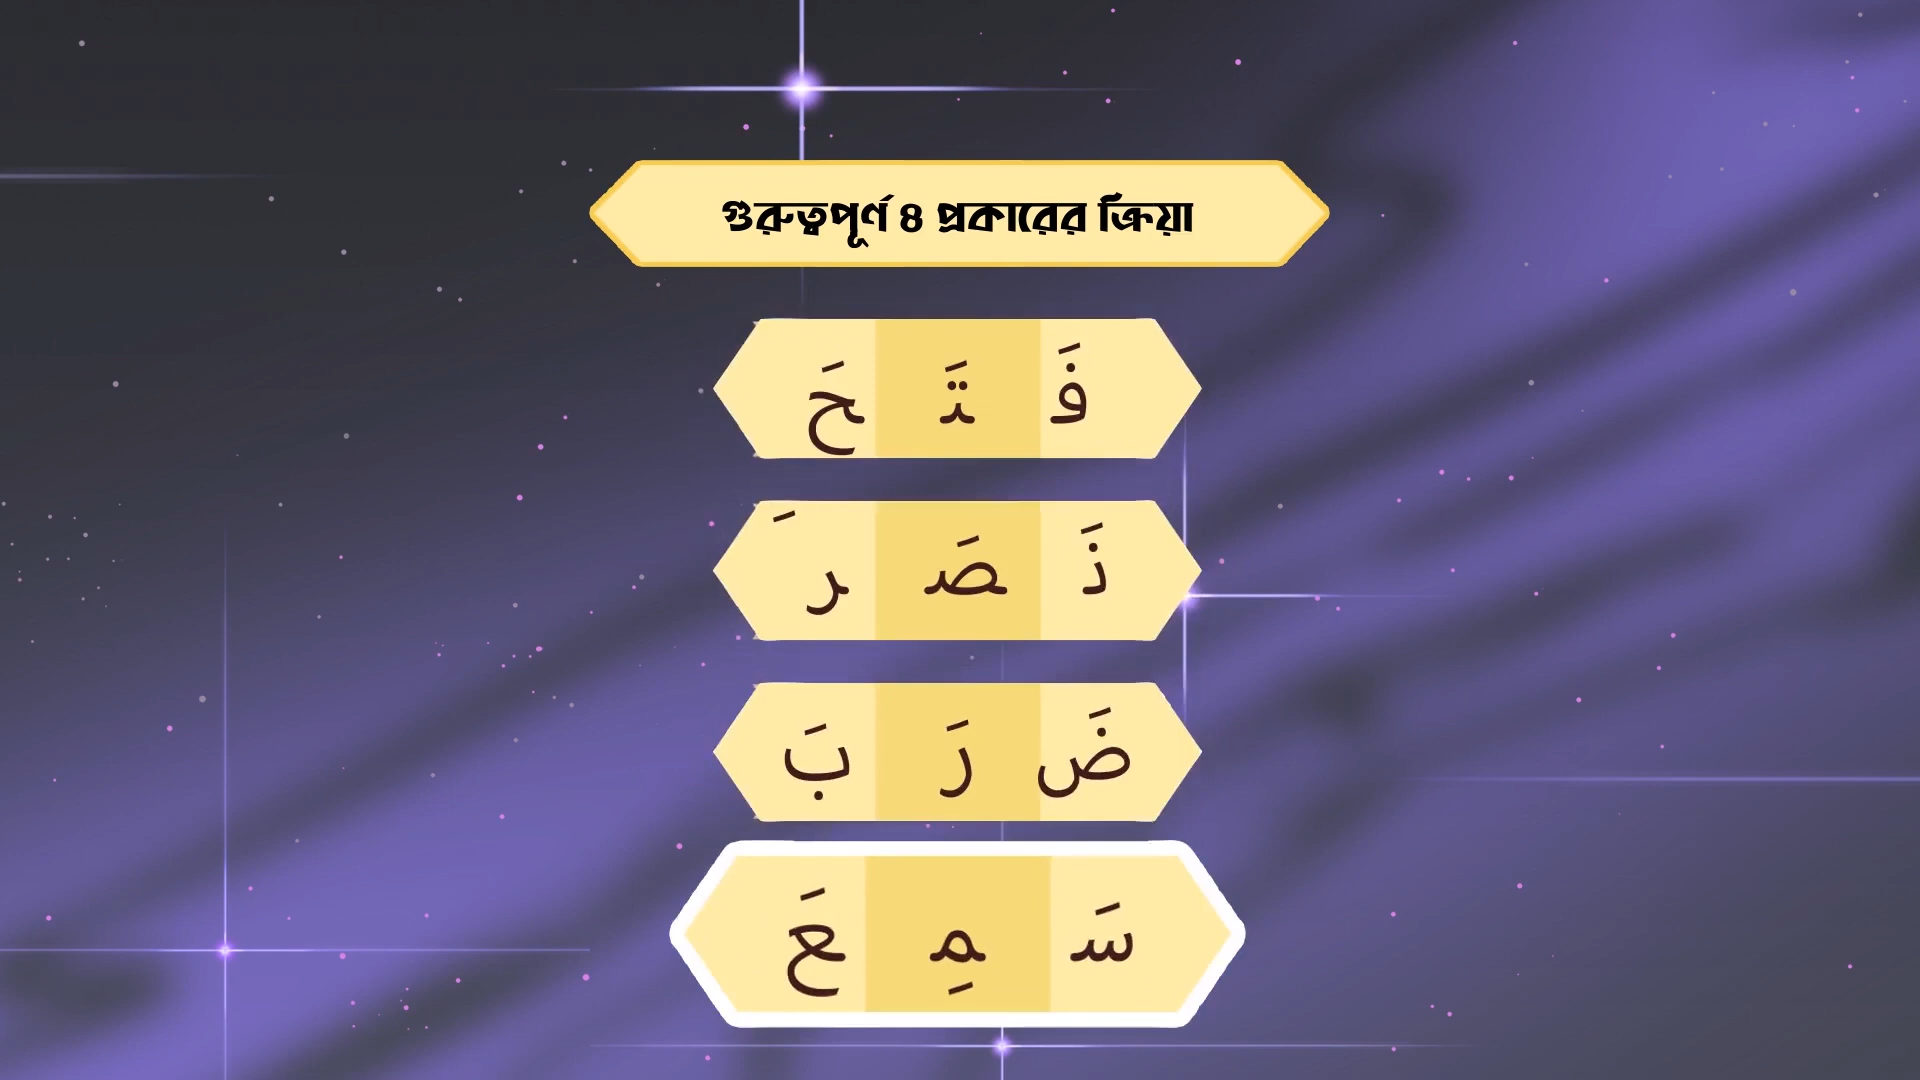 গুরুত্বপূর্ণ ৪ প্রকারের ক্রিয়া
فَ تَ حَ
نَ صَ رَ
ضَ رَ بَ
سَ مِ عَ